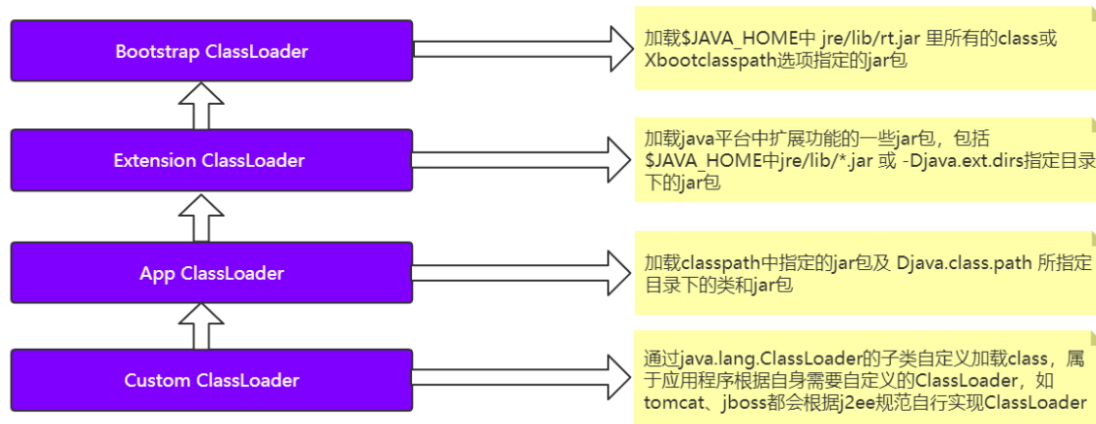 Bootstrap ClassLoader
加载$JAVA_HOME中 jre/lib/rt.jar 里所有的class或
Xbootclasspath选项指定的jar包
Extension ClassLoader
加载java平台中扩展功能的一些jar包，包括
$JAVA_HOME中jre/lib/*.jar 或 -Djava.ext.dirs指定目录
下的jar包
App ClassLoader
加载classpath中指定的jar包及 Djava.class.path 所指定
目录下的类和jar包
Custom ClassLoader
通过java.lang.ClassLoader的子类自定义加载class，属
于应用程序根据自身需要自定义的ClassLoader，如
tomcat、jboss都会根据j2ee规范自行实现ClassLoader